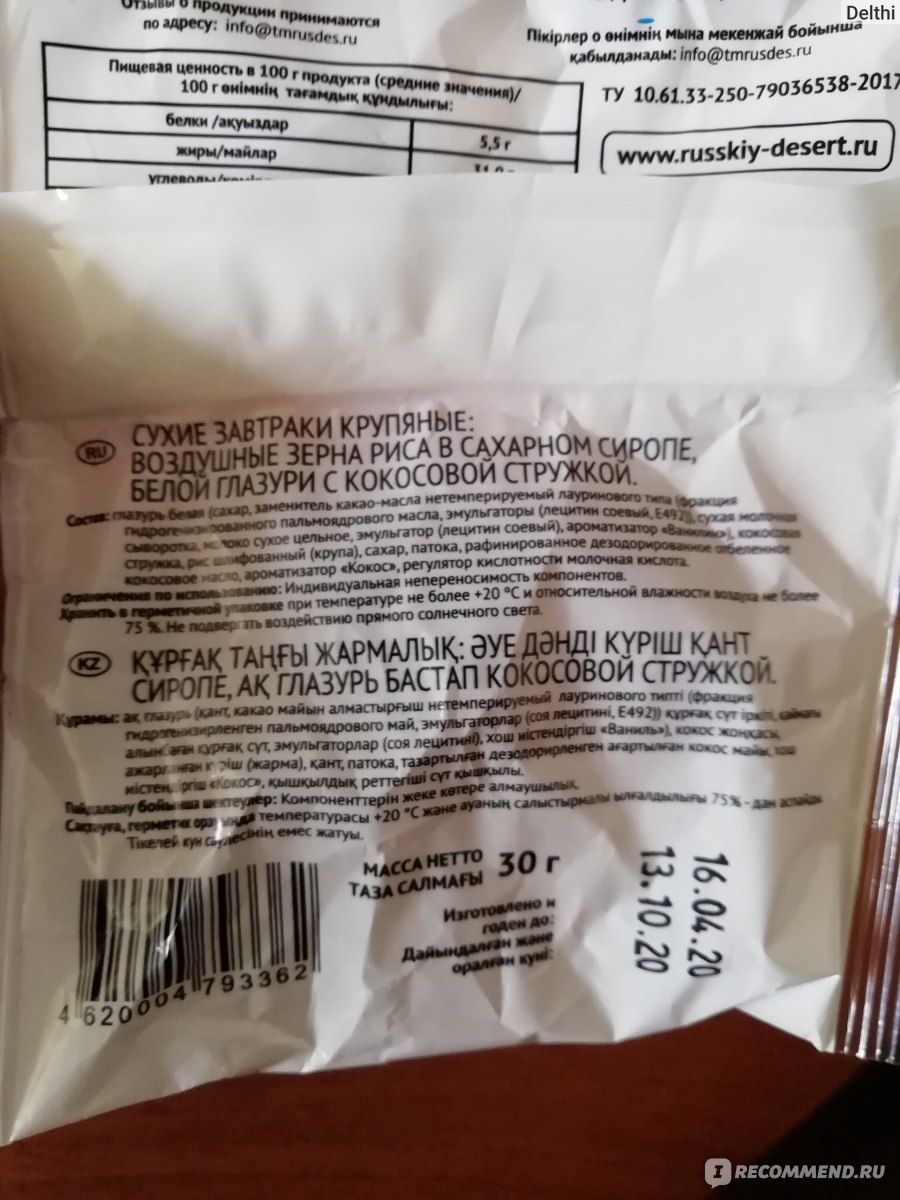 Delthi
Отзывы о продукции принимаются
по адресу: info@tmrusdes.ru
Пікірлер о өнімнің мына мекенжай бойынша
қабылданады: info@tmrusdes.ru
Пищевая ценность в 100 г продукта (средние значения)/
100 г өнімнің тағамдық құндылығы:
белки /ақуыздар 5,5 г
жиры/майлар
углеводы
ТУ 10.61.33-250-79036538-2017
www.russkiy-desert.ru
RU
СУХИЕ ЗАВТРАКИ КРУПЯНЫЕ:
ВОЗДУШНЫЕ ЗЕРНА РИСА В САХАРНОМ СИРОПЕ,
БЕЛОЙ ГЛАЗУРИ С КОКОСОВОЙ СТРУЖКОЙ.
Состав: глазурь белая (сахар, заменитель какао-масла нетемперируемый лауринового типа (фракция
гидрогенизированного пальмоядрового масла, эмульгаторы (лецитин соевый, Е492)), сухая молочная
сыворотка, молоко сухое цельное, эмульгатор (лецитин соевый), ароматизатор «Ванилин»), кокосовая
стружка, рис шлифованный (крупа), сахар, патока, рафинированное дезодорированное отбеленное
кокосовое масло, ароматизатор «Кокос», регулятор кислотности молочная кислота.
Ограничения по использованию: Индивидуальная непереносимость компонентов.
Хранить в герметичной упаковке при температуре не более +20 °С и относительной влажности воздуха не более
75 %. Не подвергать воздействию прямого солнечного света.
KZ
ҚҰРҒАҚ ТАҢҒЫ ЖАРМАЛЫҚ: ӘУЕ ДӘНДІ КҮРІШ ҚАНТ
СИРОПЕ, АҚ ГЛАЗУРЬ БАСТАП КОКОСОВОЙ СТРУЖКОЙ.
Құрамы: ақ глазурь (қант, какао майын алмастырғыш нетемперируемый лауринового типті (фракция
гидрогенизирленген пальмоядрового май, эмульгаторлар (соя лецитині, Е492)) құрғақ сүт іркіті, қаймағы
алынбаған құрғақ сүт, эмульгаторлар (соя лецитині), хош иістендіргіш «Ваниль»), кокос жоңқасы,
ажарланған күріш (жарма), қант, патока, тазартылған дезодорирленген ағартылған кокос майы, хош
иістендіргіш «Кокос», қышқылдық реттегіші сүт қышқылы.
Пайдалану бойынша шектеулер: Компоненттерін жеке көтере алмаушылық.
Сақтауға, герметик орауында температурасы +20 °С және ауаның салыстырмалы ылғалдылығы 75% - дан аспайды
Тікелей күн сәулесінің емес жатуы.
МАССА НЕТТО 30 г
ТАЗА САЛМАҒЫ
Изготовлено и
годен до:
Дайындалған және
оралған күні:
16.04.20
13.10.20
4 620004 793362
IRECOMMEND.RU